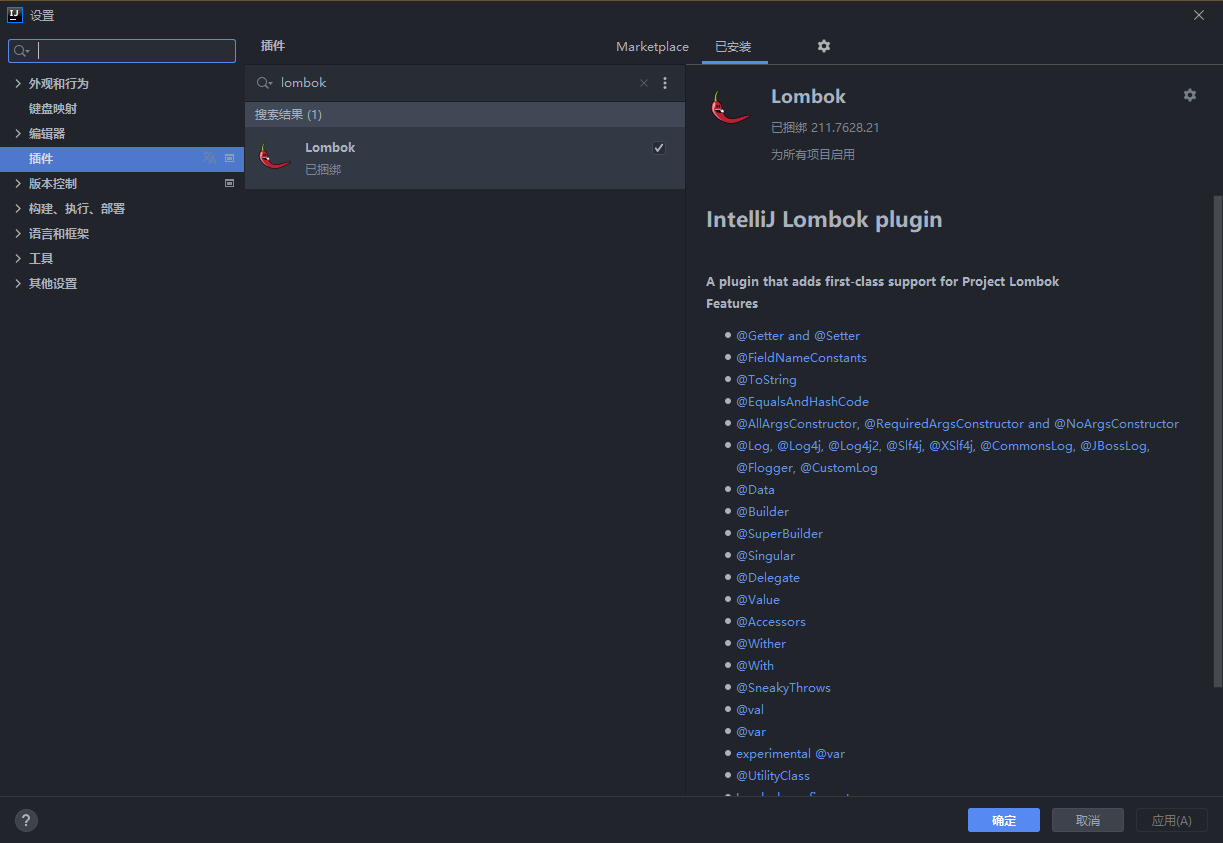 设置
外观和行为
键盘映射
编辑器
插件
版本控制
构建、执行、部署
语言和框架
工具
其他设置
插件
Marketplace
已安装
lombok
搜索结果 (1)
Lombok
已捆绑
Lombok
已捆绑 211.7628.21
为所有项目启用
IntelliJ Lombok plugin
A plugin that adds first-class support for Project Lombok
Features
@Getter and @Setter
@FieldNameConstants
@ToString
@EqualsAndHashCode
@AllArgsConstructor, @RequiredArgsConstructor and @NoArgsConstructor
@Log, @Log4j, @Log4j2, @Slf4j, @XSlf4j, @CommonsLog, @JBossLog,
@Flogger, @CustomLog
@Data
@Builder
@SuperBuilder
@Singular
@Delegate
@Value
@Accessors
@Wither
@With
@SneakyThrows
@val
@var
experimental @var
@UtilityClass
?
确定
取消
应用(A)